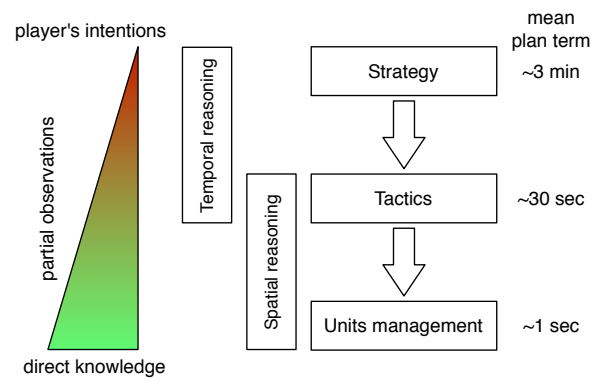 player's intentions
mean
plan term
Strategy
~3 min
Temporal reasoning
partial observations
Tactics
~30 sec
Spatial reasoning
Units management
~1 sec
direct knowledge